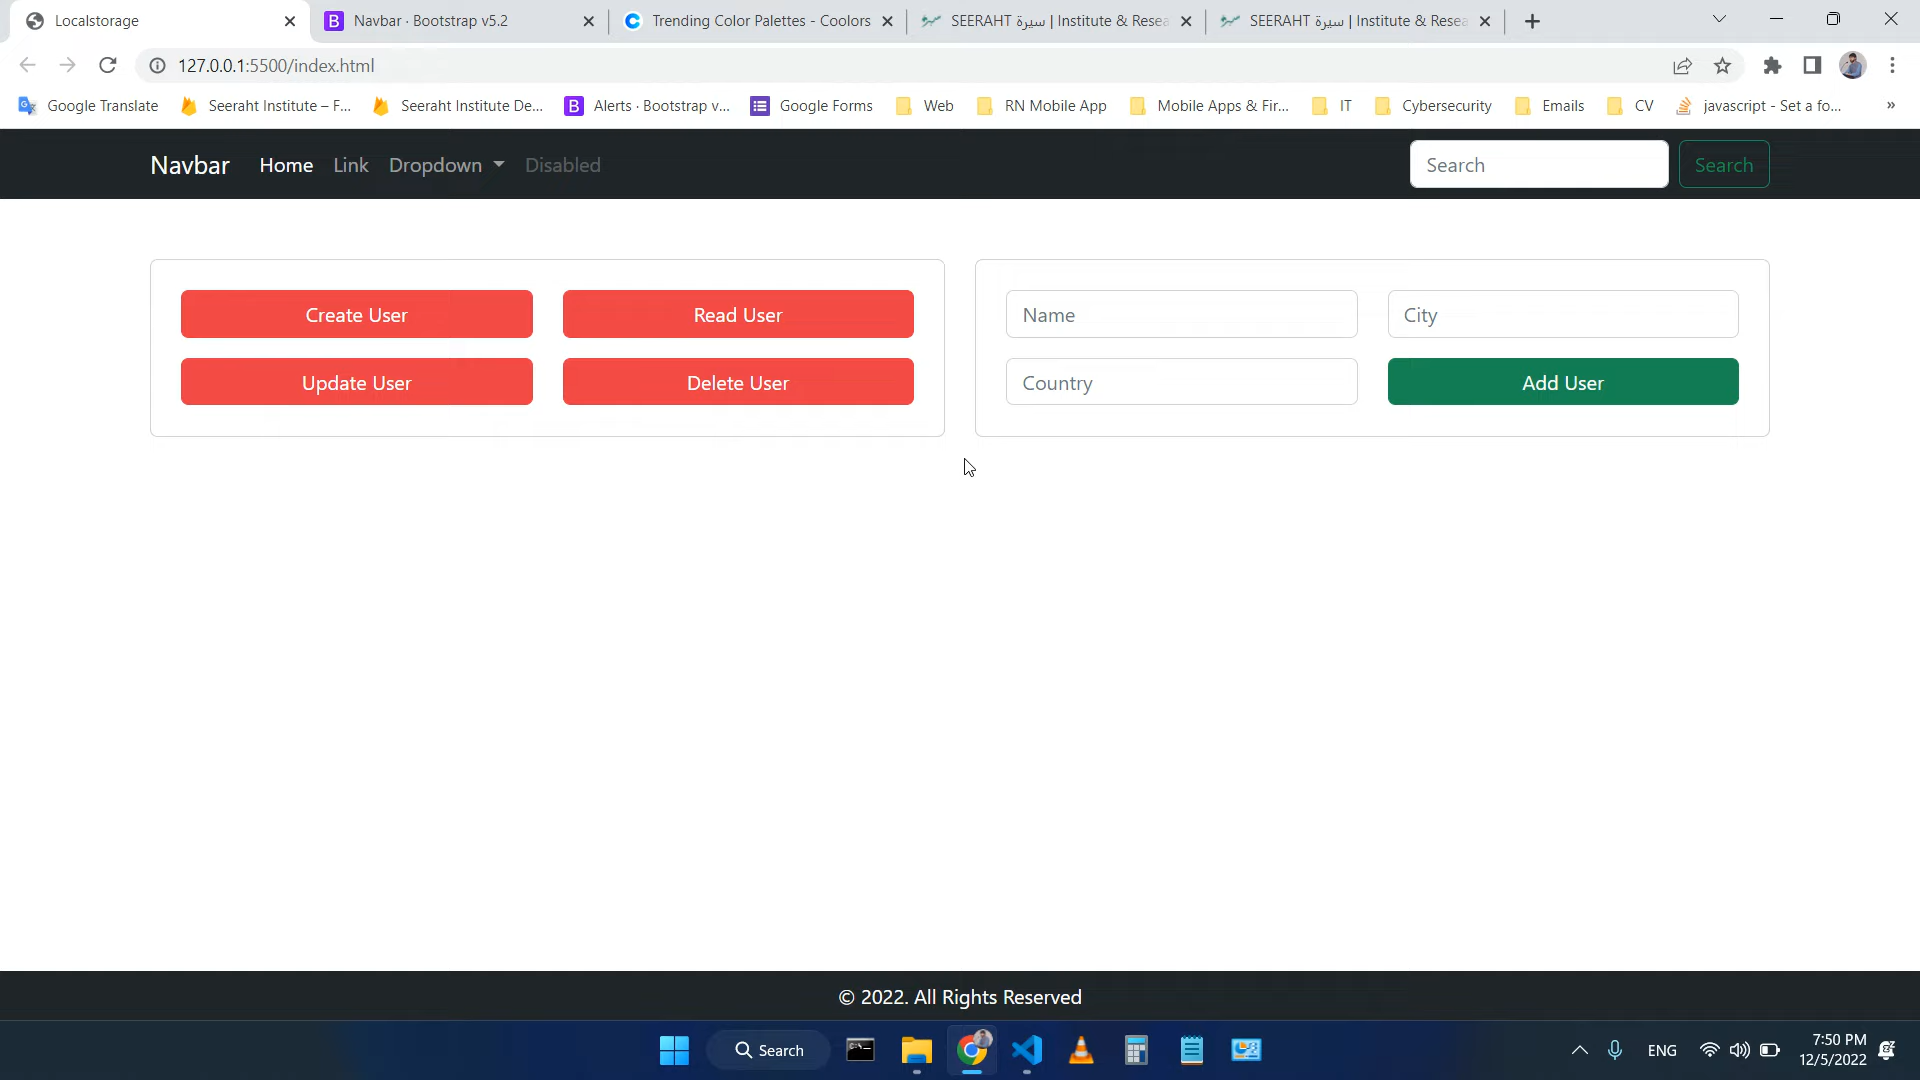 Localstorage
Navbar · Bootstrap v5.2
Trending Color Palettes - Coolors
SEERAHT سيرة | Institute & Resea
SEERAHT سيرة | Institute & Resea
127.0.0.1:5500/index.html
Google Translate
Seeraht Institute – F...
Seeraht Institute De...
Alerts · Bootstrap v...
Google Forms
Web
RN Mobile App
Mobile Apps & Fir...
IT
Cybersecurity
Emails
CV
javascript - Set a fo...
»
Navbar
Home
Link
Dropdown
Disabled
Search
Search
Create User
Read User
Update User
Delete User
Name
City
Country
Add User
© 2022. All Rights Reserved
Search
ENG
7:50 PM
12/5/2022